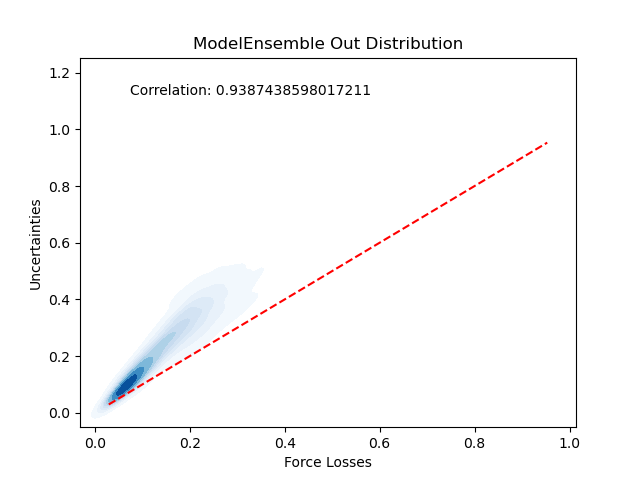 ModelEnsemble Out Distribution
Correlation: 0.9387438598017211
1.2
1.0
0.8
0.6
0.4
0.2
0.0
Uncertainties
0.0 0.2 0.4 0.6 0.8 1.0
Force Losses